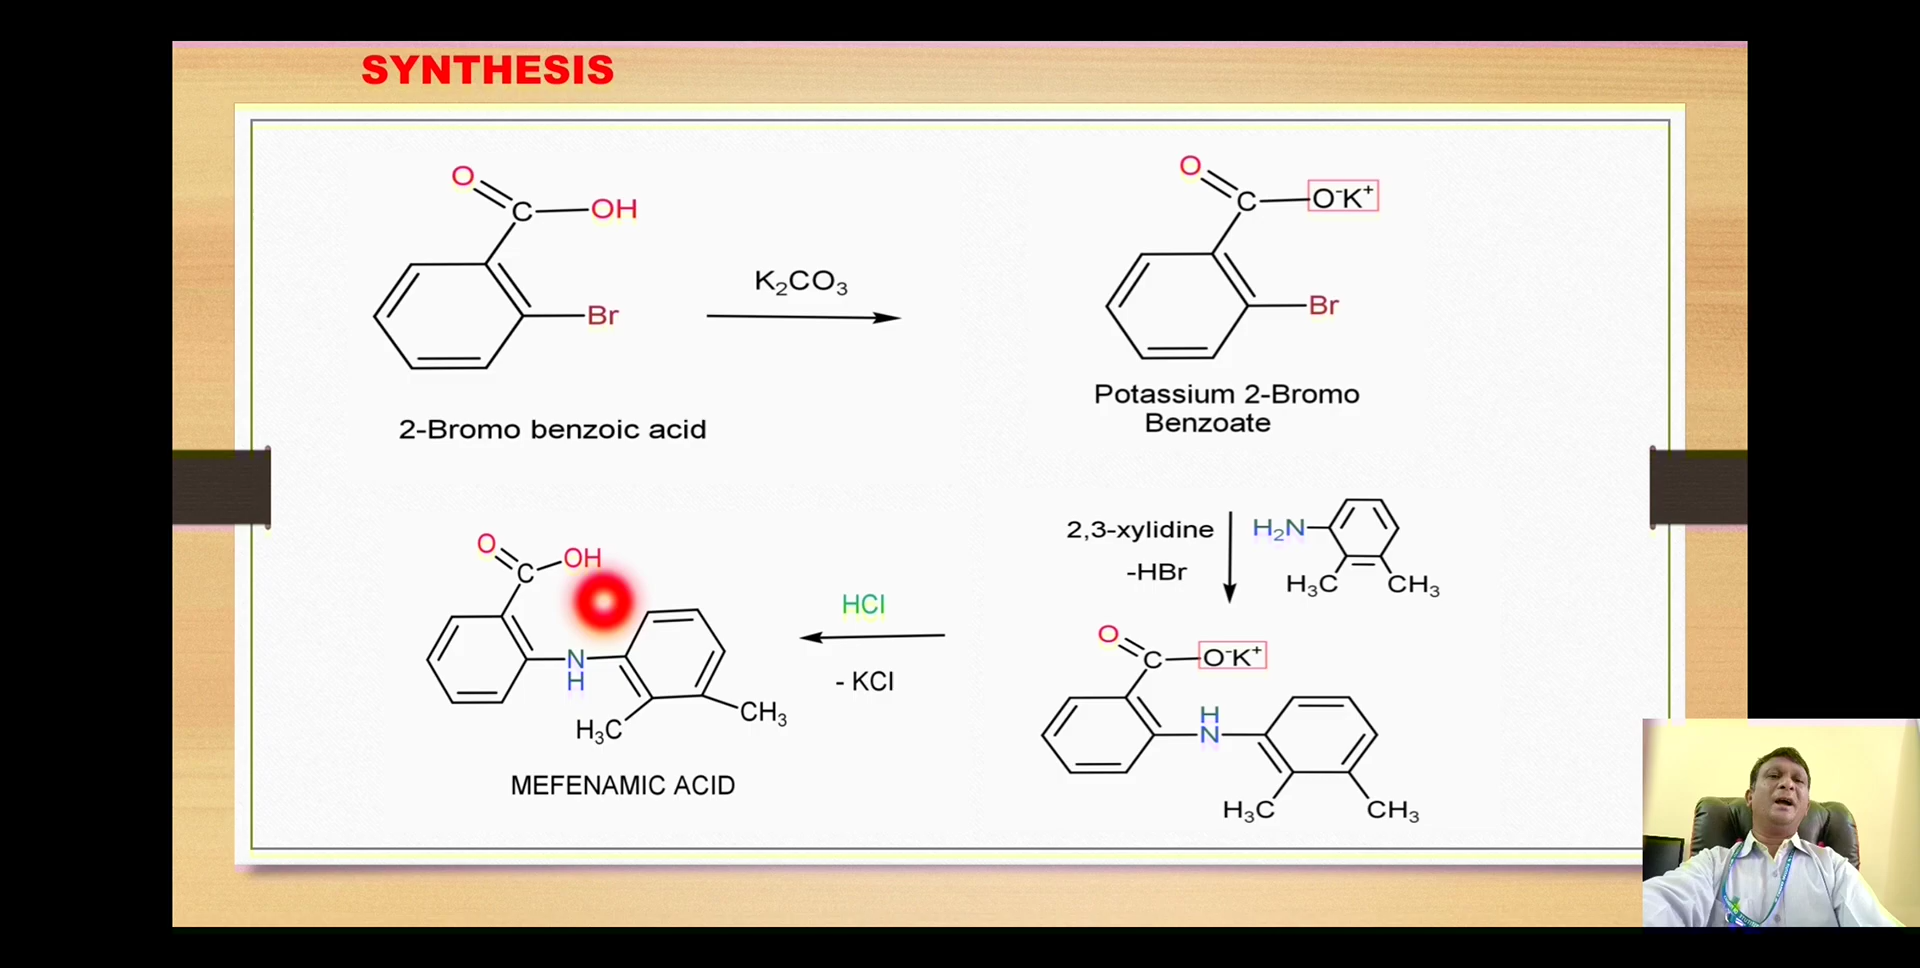 SYNTHESIS
O
C
OH
Br
2-Bromo benzoic acid
K₂CO₃
O
C
O⁻K⁺
Br
Potassium 2-Bromo
Benzoate
2,3-xylidine
-HBr
H₂N
H₃C
CH₃
O
C
O⁻K⁺
H
N
H₃C
CH₃
HCl
- KCl
O
C
OH
N
H
H₃C
CH₃
MEFENAMIC ACID